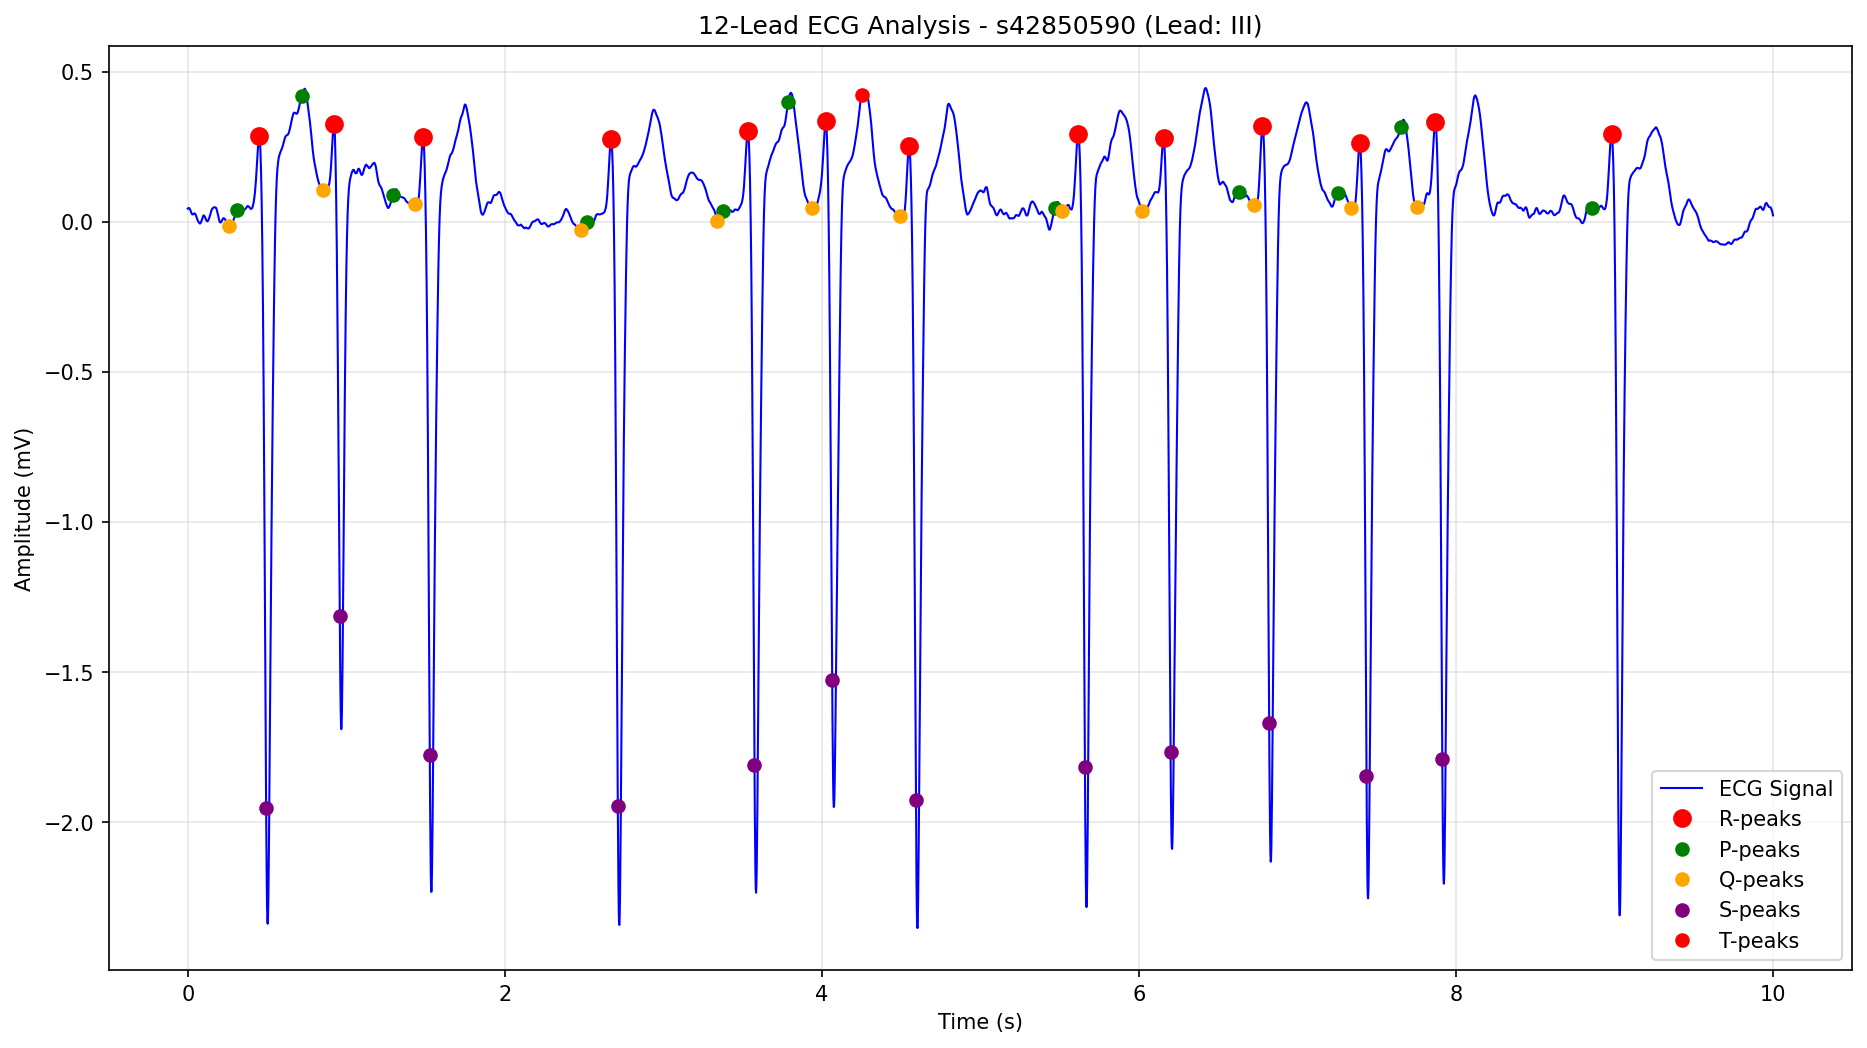 12-Lead ECG Analysis - s42850590 (Lead: III)
0.5
0.0
−0.5
−1.0
−1.5
−2.0
Amplitude (mV)
0 2 4 6 8 10
Time (s)
ECG Signal
R-peaks
P-peaks
Q-peaks
S-peaks
T-peaks